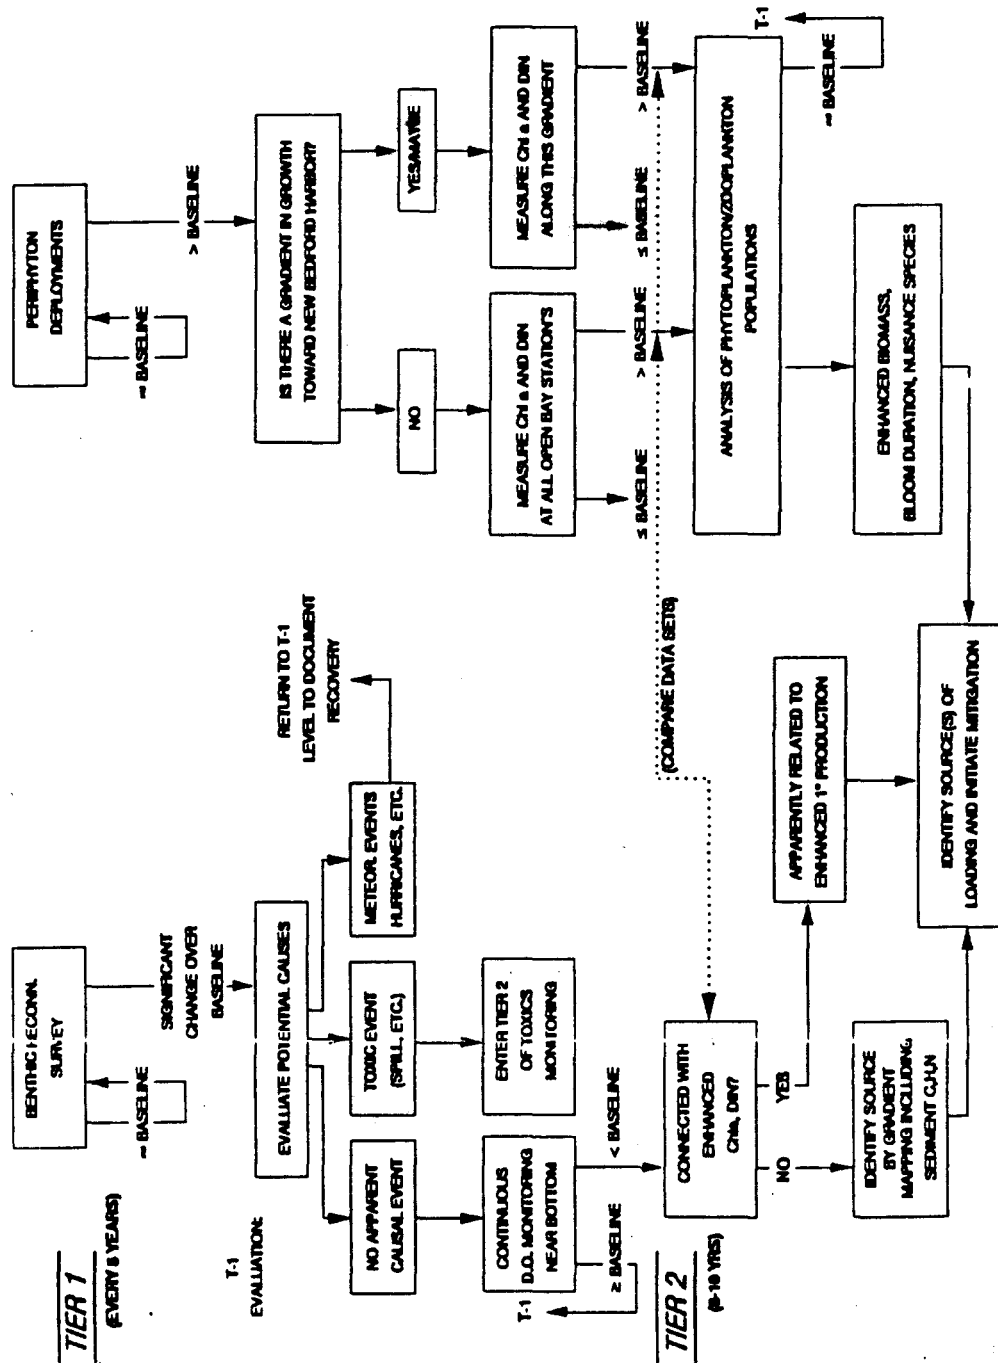 TIER 1
(EVERY 5 YEARS)
BENTHIC RECONN.
SURVEY
≈ BASELINE
SIGNIFICANT
CHANGE OVER
BASELINE
PERIPHYTON
DEPLOYMENTS
≈ BASELINE
> BASELINE
T-1
EVALUATION:
EVALUATE POTENTIAL CAUSES
IS THERE A GRADIENT IN GROWTH
TOWARD NEW BEDFORD HARBOR?
NO APPARENT
CAUSAL EVENT
TOXIC EVENT
(SPILL, ETC.)
METEOR. EVENTS
HURRICANES, ETC.
RETURN TO T-1
LEVEL TO DOCUMENT
RECOVERY
NO
YES/MAYBE
CONTINUOUS
D.O. MONITORING
NEAR BOTTOM
ENTER TIER 2
OF TOXICS
MONITORING
MEASURE Chl a AND DIN
AT ALL OPEN BAY STATION'S
MEASURE Chl a AND DIN
ALONG THIS GRADIENT
T-1
≥ BASELINE
< BASELINE
≤ BASELINE
> BASELINE
≤ BASELINE
> BASELINE
(COMPARE DATA SETS)
TIER 2
CONNECTED WITH
ENHANCED
Chla, DIN?
NO
YES
ANALYSIS OF PHYTOPLANKTON/ZOOPLANKTON
POPULATIONS
≈ BASELINE
T-1
APPARENTLY RELATED TO
ENHANCED 1° PRODUCTION
IDENTIFY SOURCE
BY GRADIENT
MAPPING INCLUDING
SEDIMENT C,H,N
ENHANCED BIOMASS,
BLOOM DURATION, NUISANCE SPECIES
IDENTIFY SOURCE(S) OF
LOADING AND INITIATE MITIGATION